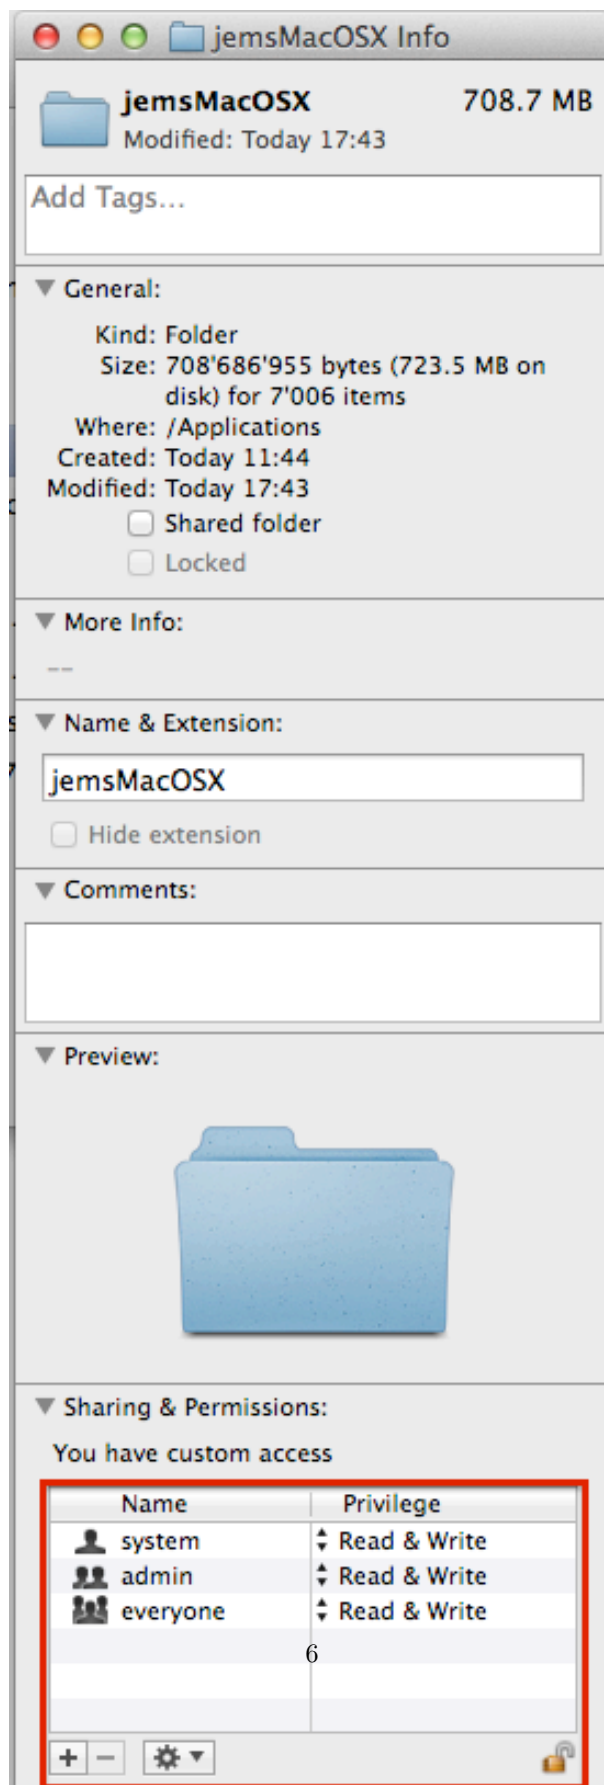 jemsMacOSX Info
jemsMacOSX 708.7 MB
Modified: Today 17:43
Add Tags...
General:
Kind: Folder
Size: 708'686'955 bytes (723.5 MB on
disk) for 7'006 items
Where: /Applications
Created: Today 11:44
Modified: Today 17:43
Shared folder
Locked
More Info:
--
Name & Extension:
jemsMacOSX
Hide extension
Comments:
Preview:
Sharing & Permissions:
You have custom access
Name Privilege
system Read & Write
admin Read & Write
everyone Read & Write
6